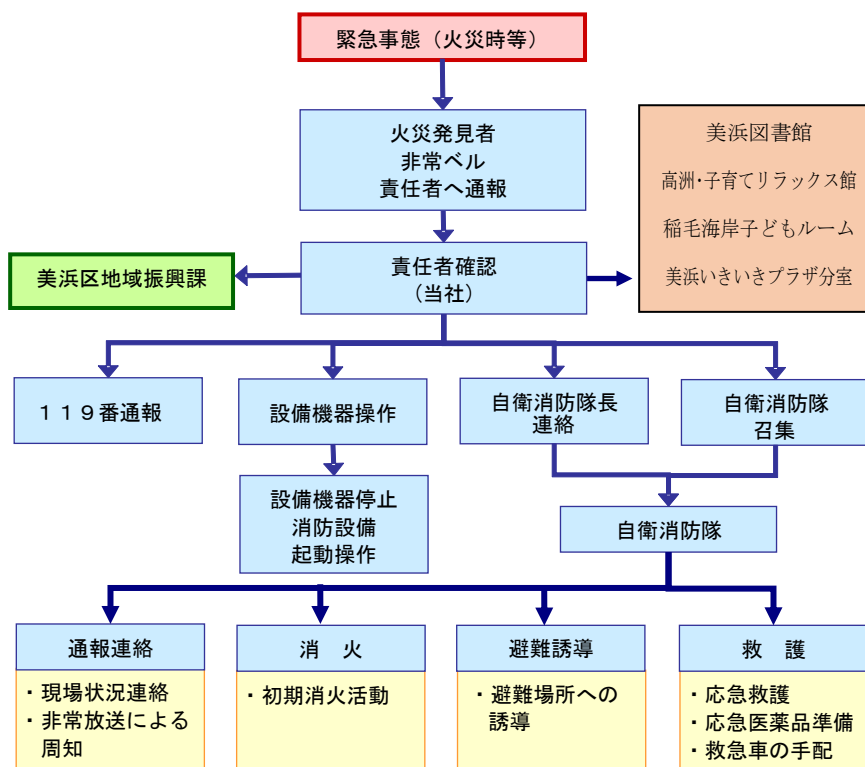 緊急事態（火災時等）
火災発見者
非常ベル
責任者へ通報
美浜図書館
高洲・子育てリラックス館
稲毛海岸子どもルーム
美浜いきいきプラザ分室
美浜区地域振興課
責任者確認
（当社）
１１９番通報
設備機器操作
自衛消防隊長
連絡
自衛消防隊
召集
設備機器停止
消防設備
起動操作
自衛消防隊
通報連絡
・現場状況連絡
・非常放送による
周知
消　火
・初期消火活動
避難誘導
・避難場所への
誘導
救　護
・応急救護
・応急医薬品準備
・救急車の手配